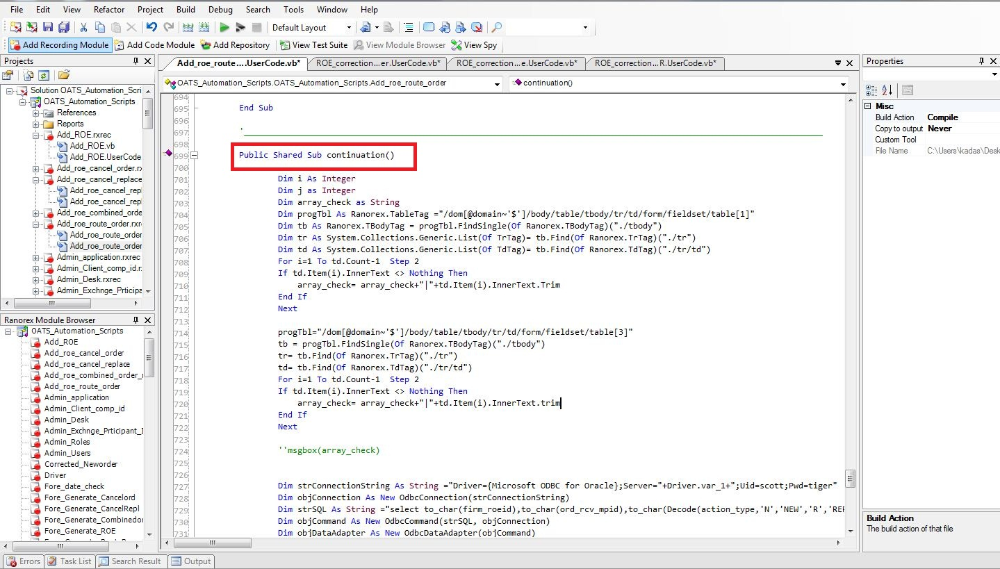 File Edit View Refactor Project Build Debug Search Tools Window Help
Default Layout
Add Recording Module Add Code Module Add Repository View Test Suite View Module Browser View Spy
Projects
Solution OATS_Automation_Scri
OATS_Automation_Scripts
References
Reports
Add_ROE.rxrec
Add_ROE.vb
Add_ROE.UserCode
Add_roe_cancel_order.rx
Add_roe_cancel_replace
Add_roe_cancel_repl
Add_roe_cancel_repl
Add_roe_combined_orde
Add_roe_route_order.rxr
Add_roe_route_order
Add_roe_route_order
Admin_application.rxrec
Admin_Client_comp_id.r
Admin_Desk.rxrec
Admin_Exchnge_Prticipa
Ranorex Module Browser
OATS_Automation_Scripts
Add_ROE
Add_roe_cancel_order
Add_roe_cancel_replace
Add_roe_combined_order_
Add_roe_route_order
Admin_application
Admin_Client_comp_id
Admin_Desk
Admin_Exchnge_Prticipant_I
Admin_Roles
Admin_Users
Corrected_Neworder
Driver
Fore_date_check
Fore_Generate_Cancelord
Fore_Generate_CancelRepl
Fore_Generate_Combinedor
Fore_Generate_ROE
Add_roe_route....UserCode.vb* ROE_correction...er.UserCode.vb* ROE_correction...e.UserCode.vb* ROE_correction...R.UserCode.vb*
OATS_Automation_Scripts.OATS_Automation_Scripts.Add_roe_route_order continuation()
694
695 End Sub
696
697 '
698
699 Public Shared Sub continuation()
700
701 Dim i As Integer
702 Dim j as Integer
703 Dim array_check as String
704 Dim progTbl As Ranorex.TableTag ="/dom[@domain~'$']/body/table/tbody/tr/td/form/fieldset/table[1]"
705 Dim tb As Ranorex.TBodyTag = progTbl.FindSingle(Of Ranorex.TBodyTag)("./tbody")
706 Dim tr As System.Collections.Generic.List(Of TrTag)= tb.Find(Of Ranorex.TrTag)("./tr")
707 Dim td As System.Collections.Generic.List(Of TdTag)= tb.Find(Of Ranorex.TdTag)("./tr/td")
708 For i=1 To td.Count-1 Step 2
709 If td.Item(i).InnerText <> Nothing Then
710 array_check= array_check+"|"+td.Item(i).InnerText.Trim
711 End If
712 Next
713
714 progTbl="/dom[@domain~'$']/body/table/tbody/tr/td/form/fieldset/table[3]"
715 tb = progTbl.FindSingle(Of Ranorex.TBodyTag)("./tbody")
716 tr= tb.Find(Of Ranorex.TrTag)("./tr")
717 td= tb.Find(Of Ranorex.TdTag)("./tr/td")
718 For i=1 To td.Count-1 Step 2
719 If td.Item(i).InnerText <> Nothing Then
720 array_check= array_check+"|"+td.Item(i).InnerText.trim
721 End If
722 Next
723
724 ''msgbox(array_check)
725
726
727 Dim strConnectionString As String ="Driver={Microsoft ODBC for Oracle};Server="+Driver.var_1+";Uid=scott;Pwd=tiger"
728 Dim objConnection As New OdbcConnection(strConnectionString)
729 Dim strSQL As String ="select to_char(firm_roeid),to_char(ord_rcv_mpid),to_char(Decode(action_type,'N','NEW','R','REP
730 Dim objCommand As New OdbcCommand(strSQL, objConnection)
731 Dim objDataAdapter As New OdbcDataAdapter(objCommand)
Properties
Misc
Build Action Compile
Copy to output Never
Custom Tool
File Name C:\Users\kadas\Desk
Build Action
The build action of that file
Errors Task List Search Result Output